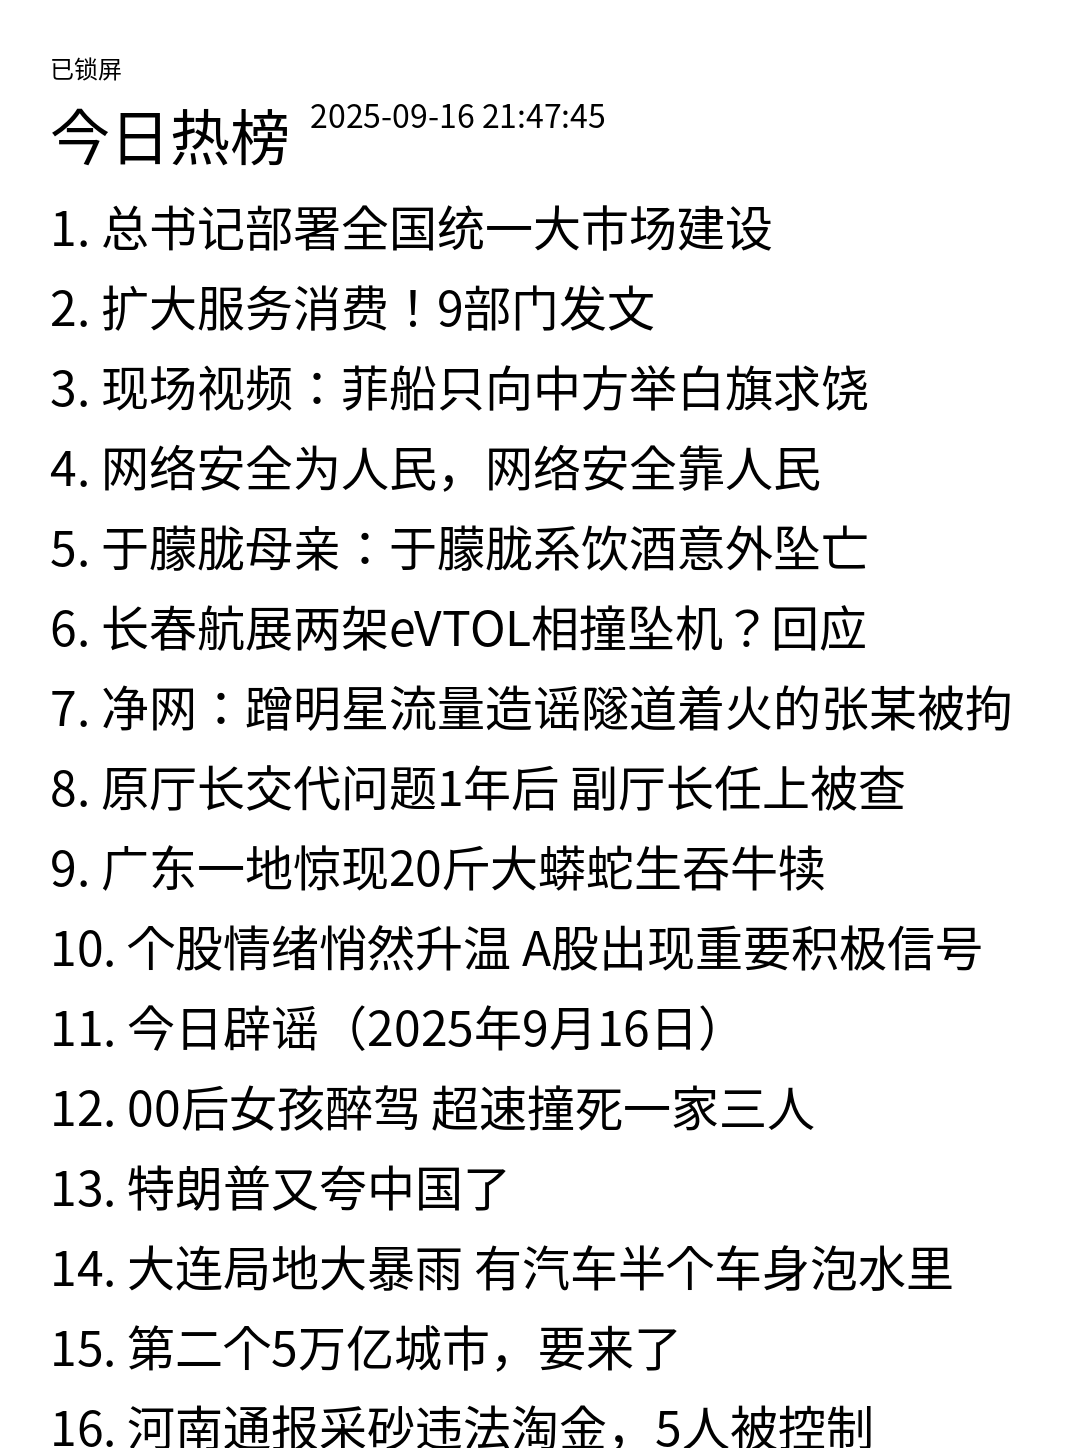 已锁屏
今日热榜 2025-09-16 21:47:45
1. 总书记部署全国统一大市场建设
2. 扩大服务消费！9部门发文
3. 现场视频：菲船只向中方举白旗求饶
4. 网络安全为人民，网络安全靠人民
5. 于朦胧母亲：于朦胧系饮酒意外坠亡
6. 长春航展两架eVTOL相撞坠机？回应
7. 净网：蹭明星流量造谣隧道着火的张某被拘
8. 原厅长交代问题1年后 副厅长任上被查
9. 广东一地惊现20斤大蟒蛇生吞牛犊
10. 个股情绪悄然升温 A股出现重要积极信号
11. 今日辟谣（2025年9月16日）
12. 00后女孩醉驾 超速撞死一家三人
13. 特朗普又夸中国了
14. 大连局地大暴雨 有汽车半个车身泡水里
15. 第二个5万亿城市，要来了
16. 河南通报采砂违法淘金，5人被控制